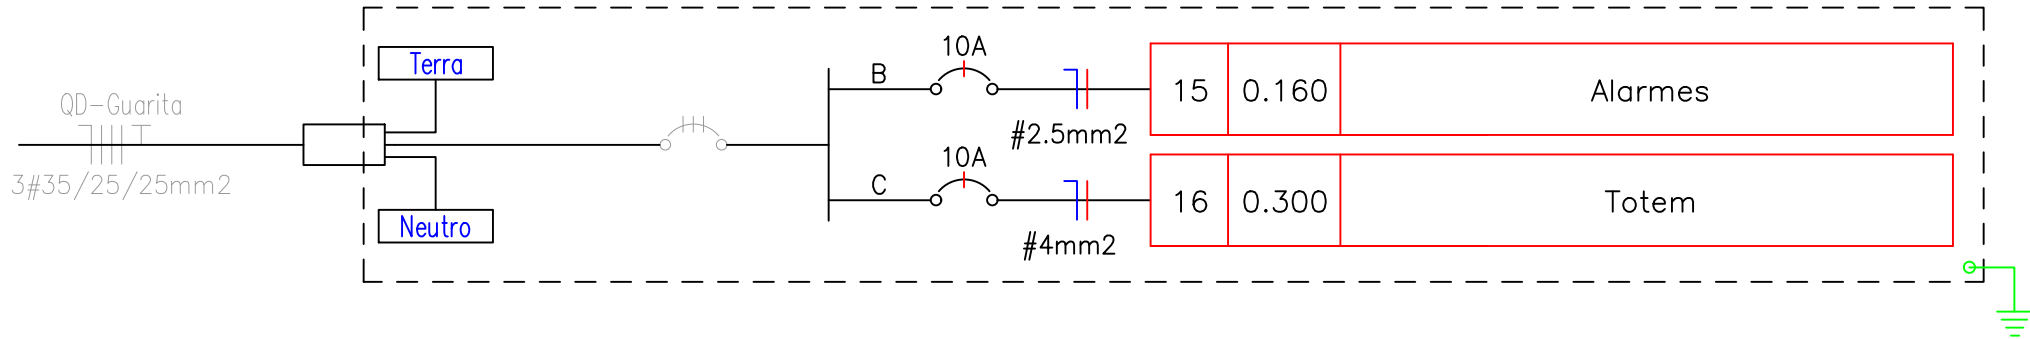 QD-Guarita
3#35/25/25mm2
Terra
Neutro
B
10A
#2.5mm2
15 0.160 Alarmes
C
10A
#4mm2
16 0.300 Totem